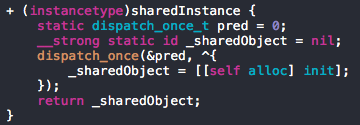 + (instancetype)sharedInstance {
    static dispatch_once_t pred = 0;
    __strong static id _sharedObject = nil;
    dispatch_once(&pred, ^{
        _sharedObject = [[self alloc] init];
    });
    return _sharedObject;
}